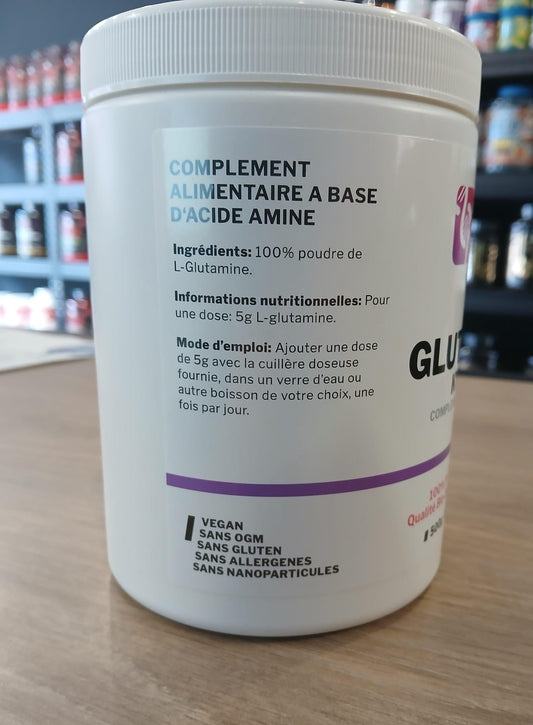 COMPLEMENT
ALIMENTAIRE A BASE
D'ACIDE AMINE
Ingrédients: 100% poudre de
L-Glutamine.
Informations nutritionnelles: Pour
une dose: 5g L-glutamine.
Mode d'emploi: Ajouter une dose
de 5g avec la cuillère doseuse
fournie, dans un verre d'eau ou
autre boisson de votre choix, une
fois par jour.
VEGAN
SANS OGM
SANS GLUTEN
SANS ALLERGENES
SANS NANOPARTICULES
Qualité